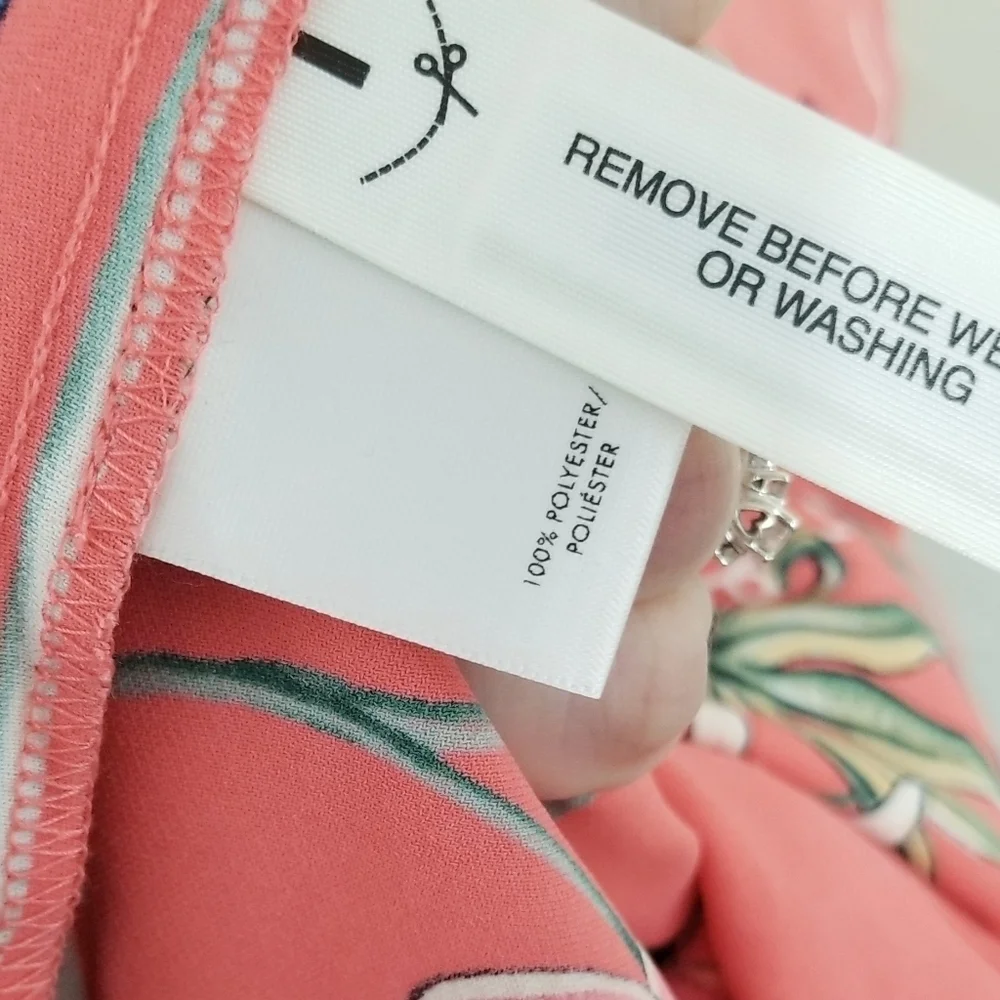 REMOVE BEFORE WE
OR WASHING
100% POLYESTER/
POLIÉSTER